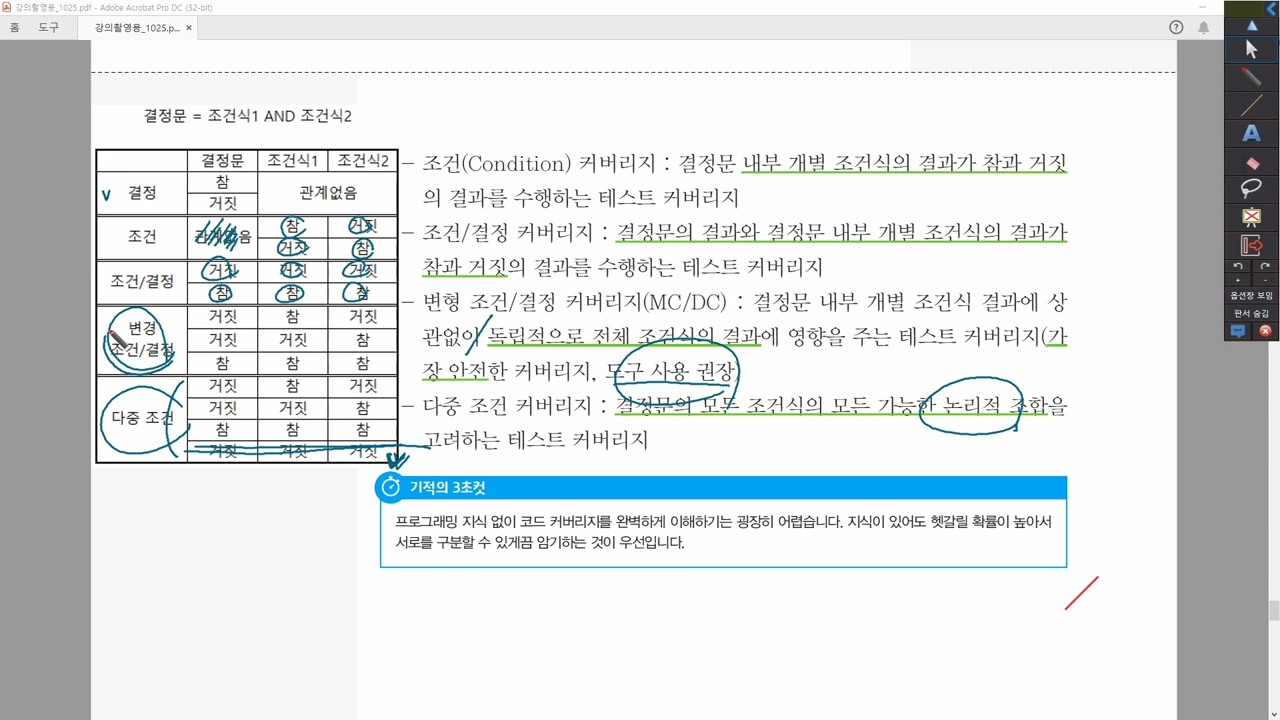 강의촬영용_1025.pdf - Adobe Acrobat Pro DC (32-bit)
홈 도구 강의촬영용_1025.p... ×
결정문 = 조건식1 AND 조건식2
결정문 조건식1 조건식2
결정 참 관계없음
거짓
조건 관계없음 참 거짓
거짓 참
조건/결정 거짓 거짓 거짓
참 참 참
변경 조건/결정 거짓 참 거짓
거짓 거짓 참
참 참 참
다중 조건 거짓 참 거짓
거짓 거짓 참
참 참 참
거짓 거짓 거짓
– 조건(Condition) 커버리지 : 결정문 내부 개별 조건식의 결과가 참과 거짓
의 결과를 수행하는 테스트 커버리지
– 조건/결정 커버리지 : 결정문의 결과와 결정문 내부 개별 조건식의 결과가
참과 거짓의 결과를 수행하는 테스트 커버리지
– 변형 조건/결정 커버리지(MC/DC) : 결정문 내부 개별 조건식 결과에 상
관없이 독립적으로 전체 조건식의 결과에 영향을 주는 테스트 커버리지(가
장 안전한 커버리지, 도구 사용 권장)
– 다중 조건 커버리지 : 결정문의 모든 조건식의 모든 가능한 논리적 조합을
고려하는 테스트 커버리지
기적의 3초컷
프로그래밍 지식 없이 코드 커버리지를 완벽하게 이해하기는 굉장히 어렵습니다. 지식이 있어도 헷갈릴 확률이 높아서
서로를 구분할 수 있게끔 암기하는 것이 우선입니다.
옵션장 보임
판서 숨김